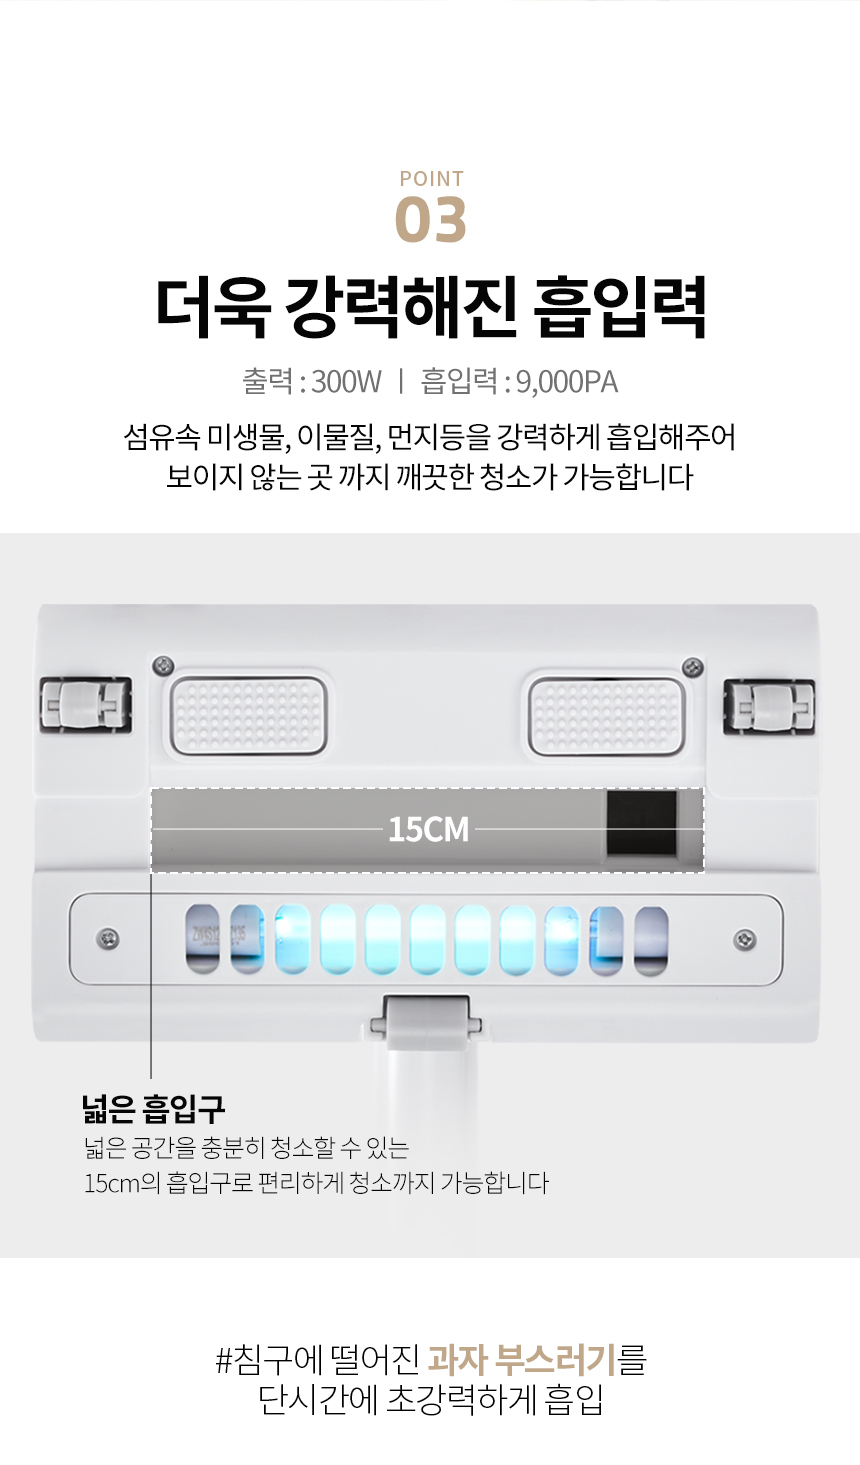 POINT
03
더욱 강력해진 흡입력
출력 : 300W ㅣ 흡입력 : 9,000PA
섬유속 미생물, 이물질, 먼지등을 강력하게 흡입해주어
보이지 않는 곳 까지 깨끗한 청소가 가능합니다
15CM
넓은 흡입구
넓은 공간을 충분히 청소할 수 있는
15cm의 흡입구로 편리하게 청소까지 가능합니다
#침구에 떨어진 과자 부스러기를
단시간에 초강력하게 흡입